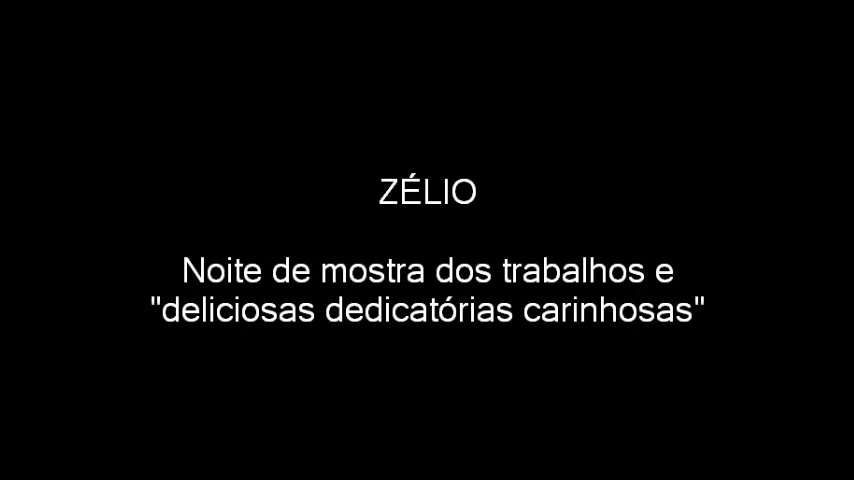 ZÉLIO
Noite de mostra dos trabalhos e
"deliciosas dedicatórias carinhosas"